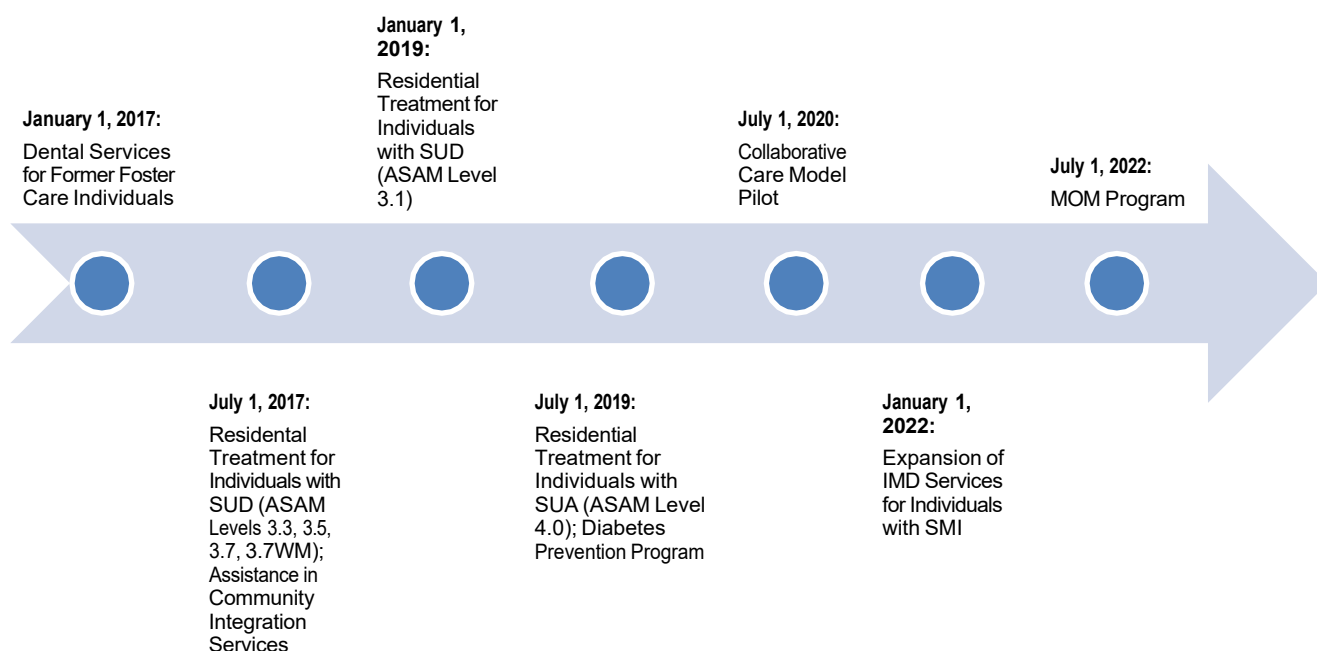 January 1, 2017:
Dental Services
for Former Foster
Care Individuals
July 1, 2017:
Residental
Treatment for
Individuals with
SUD (ASAM
Levels 3.3, 3.5,
3.7, 3.7WM);
Assistance in
Community
Integration
Services
January 1,
2019:
Residential
Treatment for
Individuals
with SUD
(ASAM Level
3.1)
July 1, 2019:
Residential
Treatment for
Individuals with
SUA (ASAM Level
4.0); Diabetes
Prevention Program
July 1, 2020:
Collaborative
Care Model
Pilot
January 1,
2022:
Expansion of
IMD Services
for Individuals
with SMI
July 1, 2022:
MOM Program